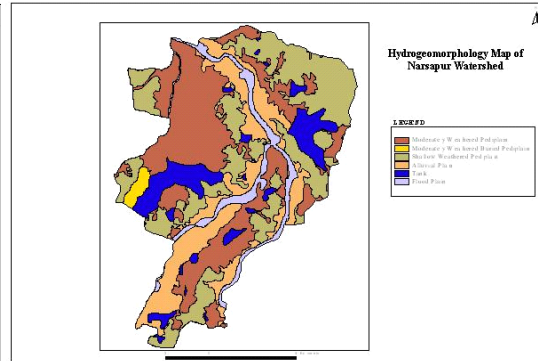 Hydrogeomorphology Map of
Narsapur Watershed
LEGEND
Moderately Weathered Pediplain
Moderately Weathered Buried Pediplain
Shallow Weathered Pediplain
Alluvial Plain
Tank
Flood Plain